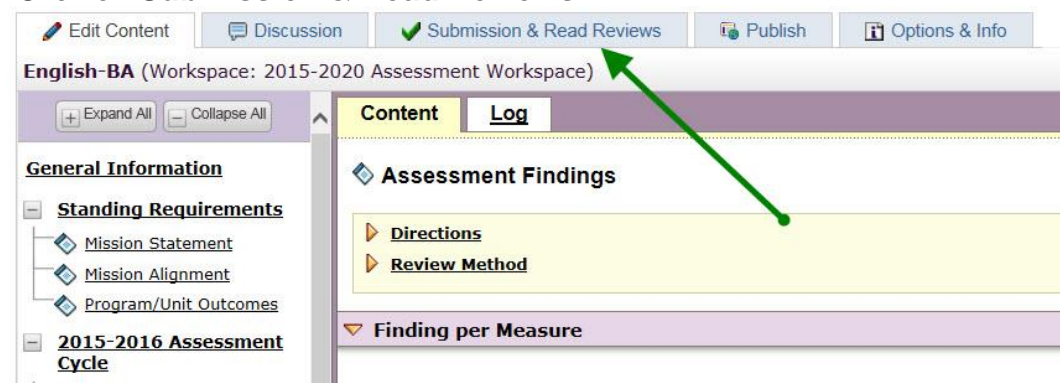 Edit Content Discussion Submission & Read Reviews Publish Options & Info
English-BA (Workspace: 2015-2020 Assessment Workspace)
Expand All Collapse All
Content Log
General Information
Assessment Findings
Standing Requirements
Directions
Mission Statement
Review Method
Mission Alignment
Program/Unit Outcomes
Finding per Measure
2015-2016 Assessment
Cycle